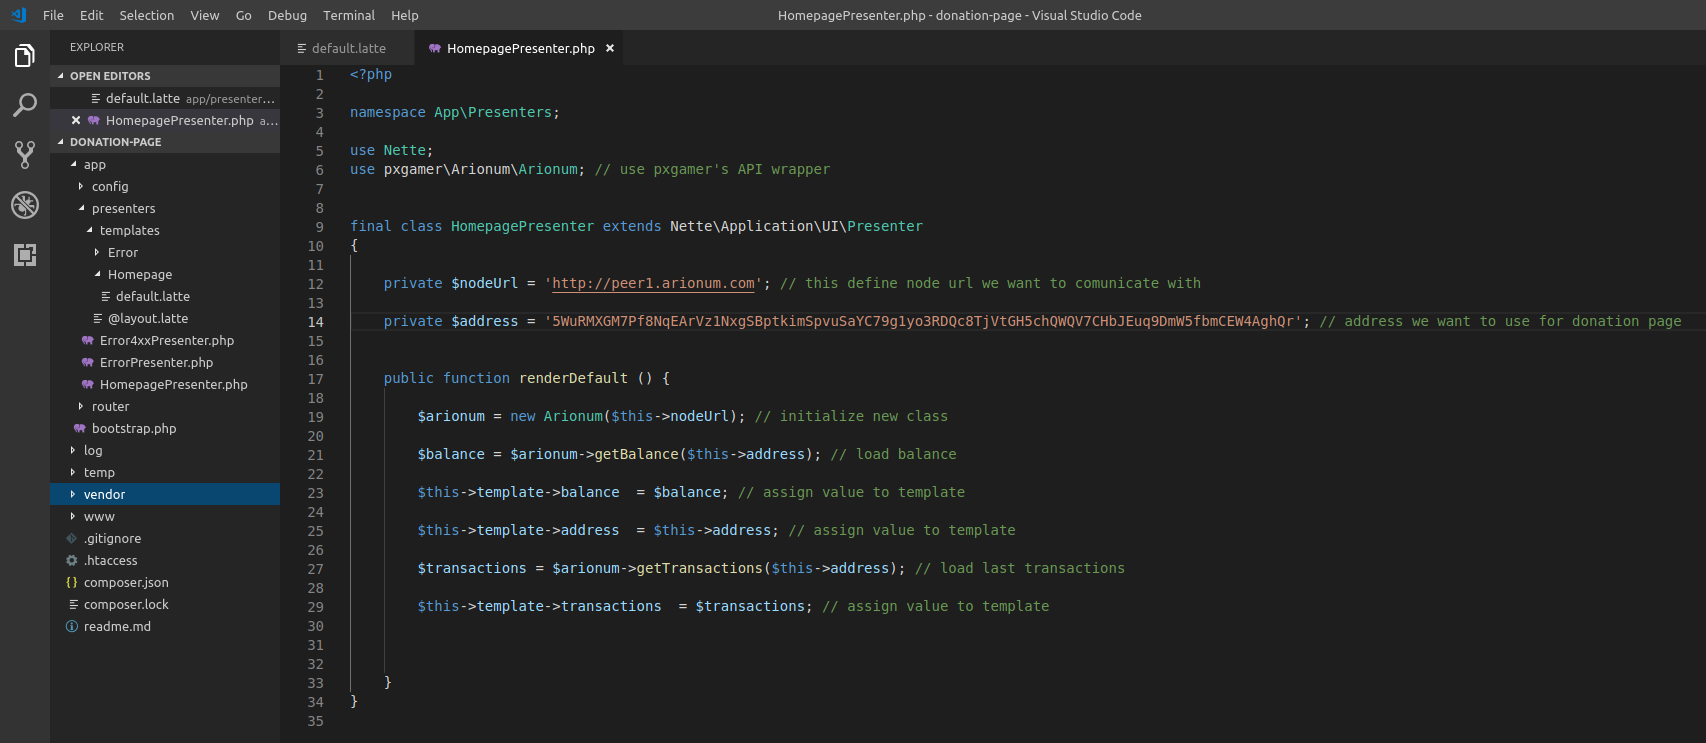 File Edit Selection View Go Debug Terminal Help
HomepagePresenter.php - donation-page - Visual Studio Code
EXPLORER
OPEN EDITORS
default.latte app/presenter...
HomepagePresenter.php a...
DONATION-PAGE
app
config
presenters
templates
Error
Homepage
default.latte
@layout.latte
Error4xxPresenter.php
ErrorPresenter.php
HomepagePresenter.php
router
bootstrap.php
log
temp
vendor
www
.gitignore
.htaccess
composer.json
composer.lock
readme.md
default.latte
HomepagePresenter.php
1 <?php
2
3 namespace App\Presenters;
4
5 use Nette;
6 use pxgamer\Arionum\Arionum; // use pxgamer's API wrapper
7
8
9 final class HomepagePresenter extends Nette\Application\UI\Presenter
10 {
11
12 private $nodeUrl = 'http://peer1.arionum.com'; // this define node url we want to comunicate with
13
14 private $address = '5WuRMXGM7Pf8NqEArVz1NxgSBptkimSpvuSaYC79g1yo3RDQc8TjVtGH5chQWQV7CHbJEuq9DmW5fbmCEW4AghQr'; // address we want to use for donation page
15
16
17 public function renderDefault () {
18
19 $arionum = new Arionum($this->nodeUrl); // initialize new class
20
21 $balance = $arionum->getBalance($this->address); // load balance
22
23 $this->template->balance  = $balance; // assign value to template
24
25 $this->template->address  = $this->address; // assign value to template
26
27 $transactions = $arionum->getTransactions($this->address); // load last transactions
28
29 $this->template->transactions  = $transactions; // assign value to template
30
31
32
33 }
34 }
35